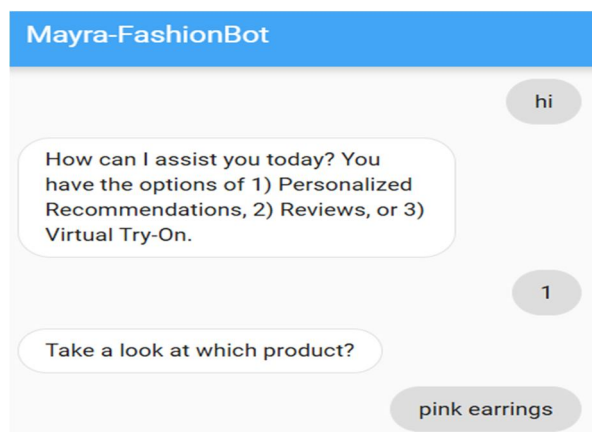 Mayra-FashionBot
hi
How can I assist you today? You
have the options of 1) Personalized
Recommendations, 2) Reviews, or 3)
Virtual Try-On.
1
Take a look at which product?
pink earrings